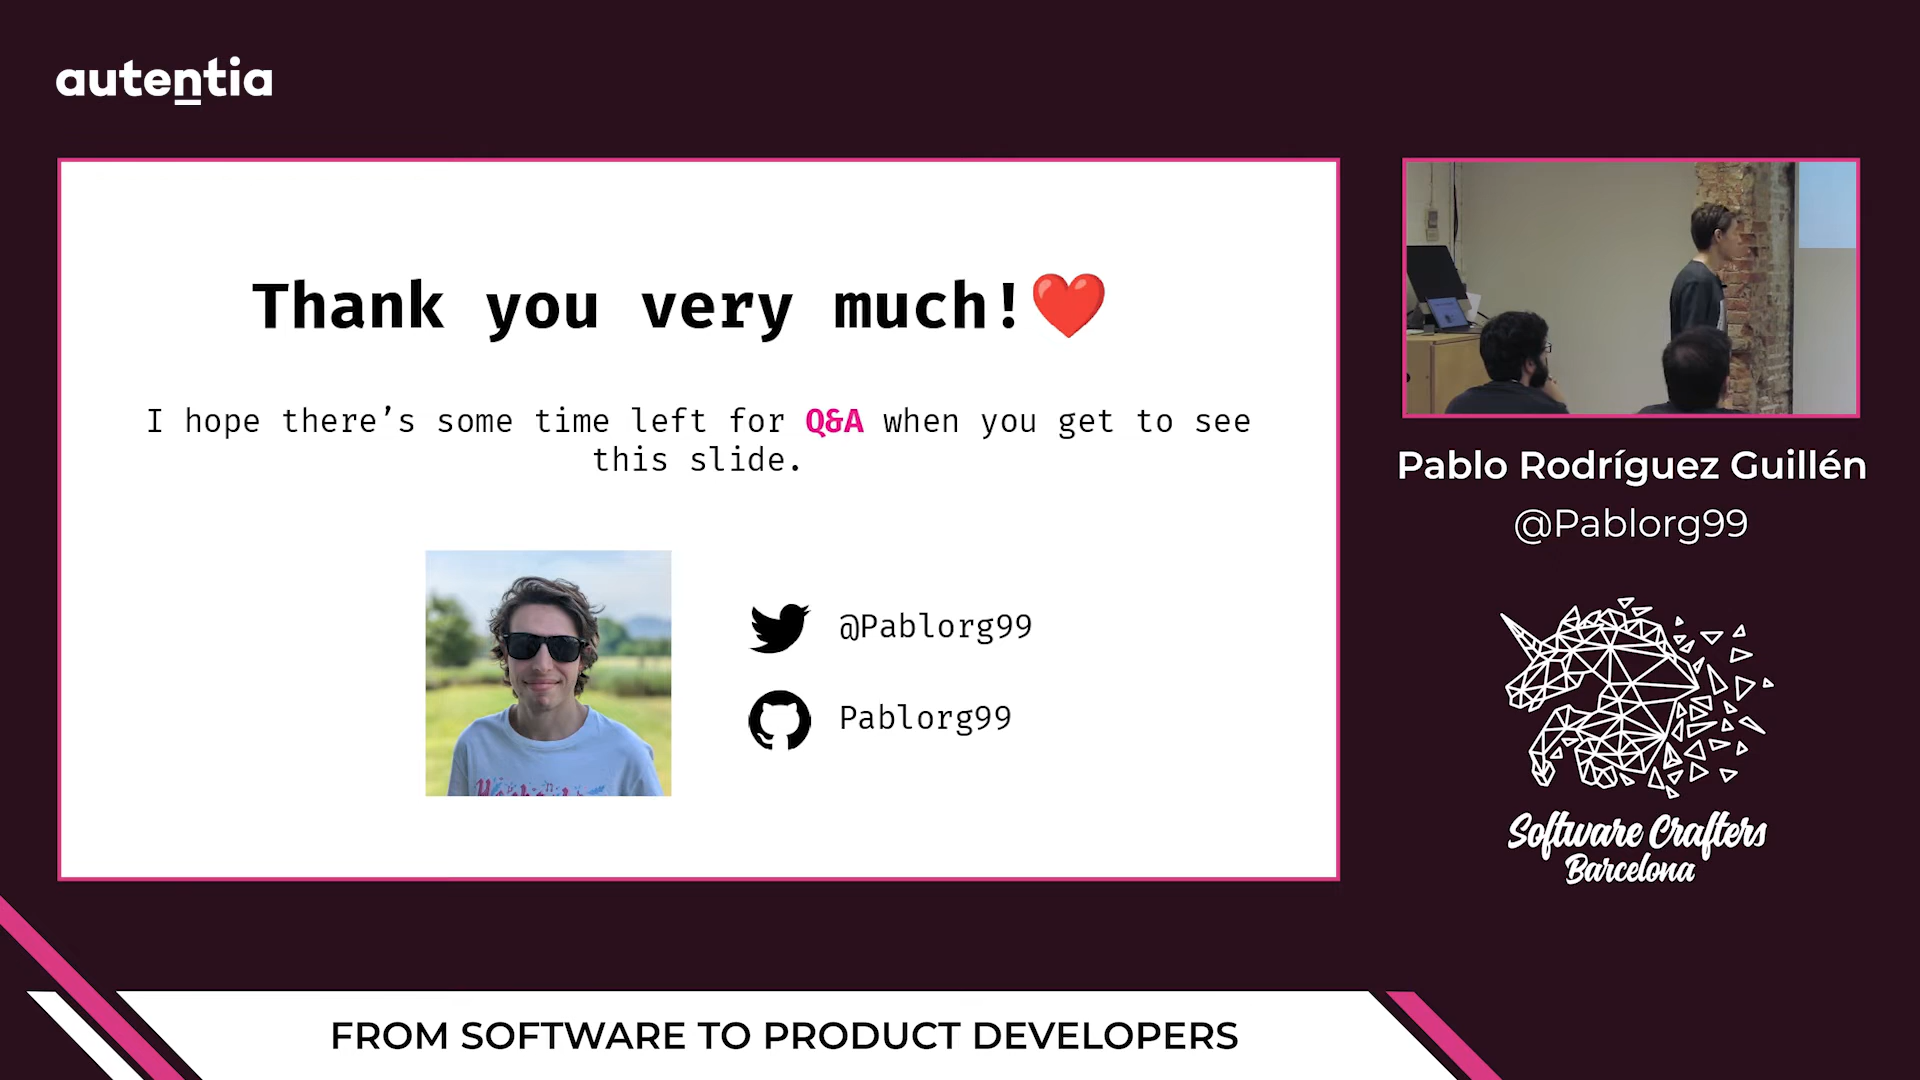 autentia
Thank you very much!❤️
I hope there’s some time left for Q&A when you get to see
this slide.
@Pablorg99
Pablorg99
Pablo Rodríguez Guillén
@Pablorg99
Software Crafters
Barcelona
FROM SOFTWARE TO PRODUCT DEVELOPERS